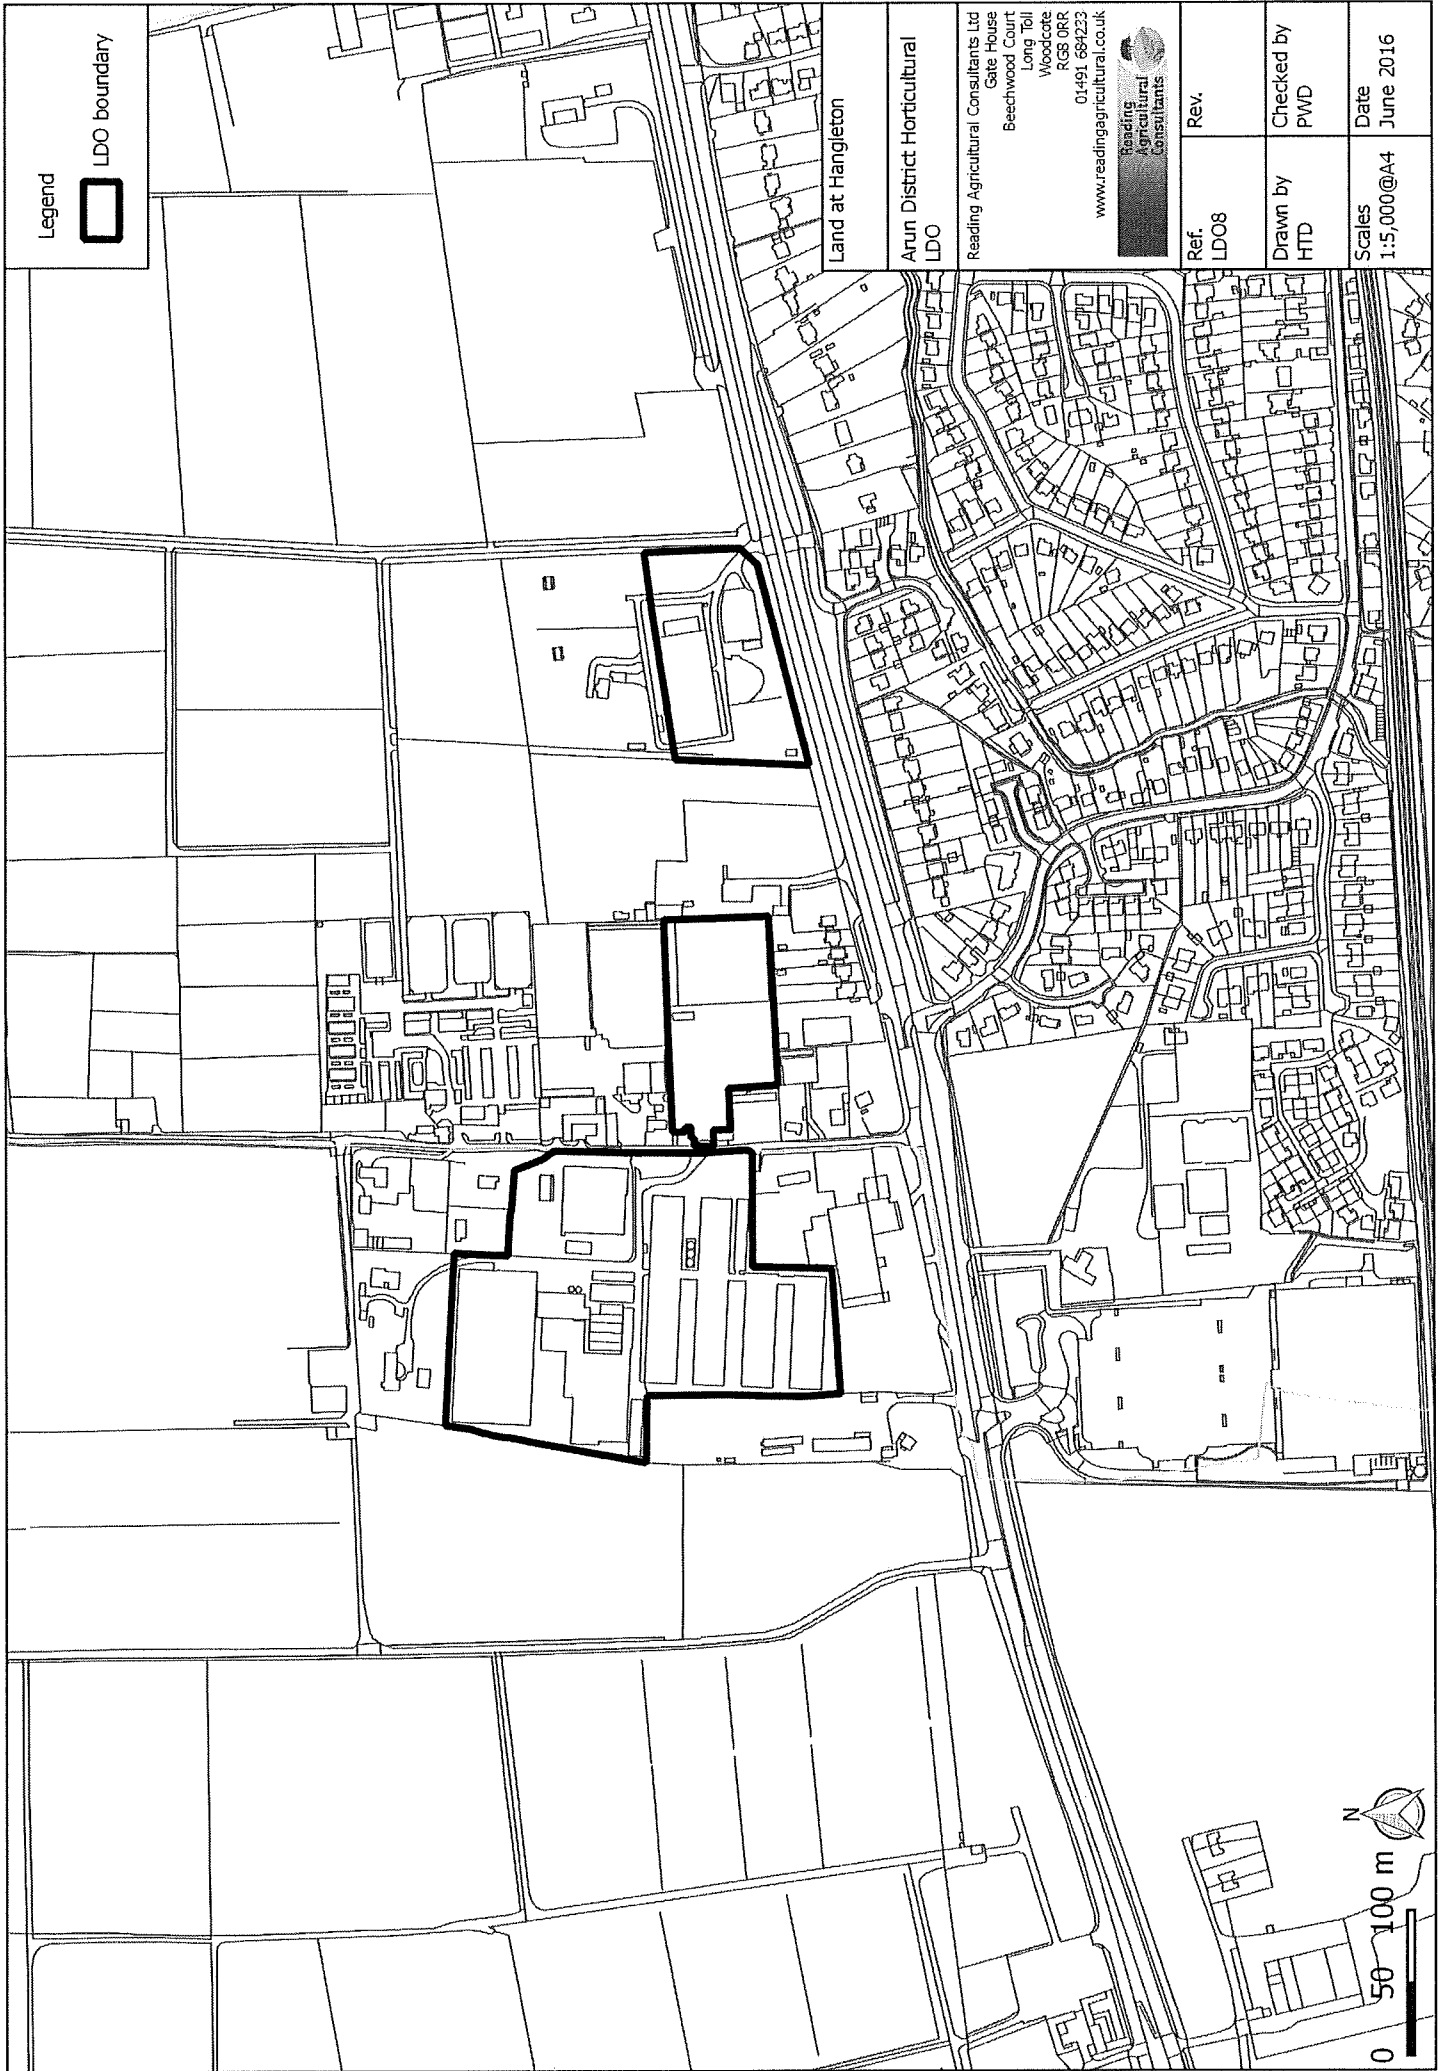 Legend
LDO boundary
Land at Hangleton
Arun District Horticultural
LDO
Reading Agricultural Consultants Ltd
Gate House
Beechwood Court
Long Toll
Woodcote
RG8 0RR
01491 684233
www.readingagricultural.co.uk
Reading
Agricultural
Consultants
Ref.
LDO8
Rev.
Drawn by
HTD
Checked by
PWD
Scales
1:5,000@A4
Date
June 2016
N
0 50 100 m